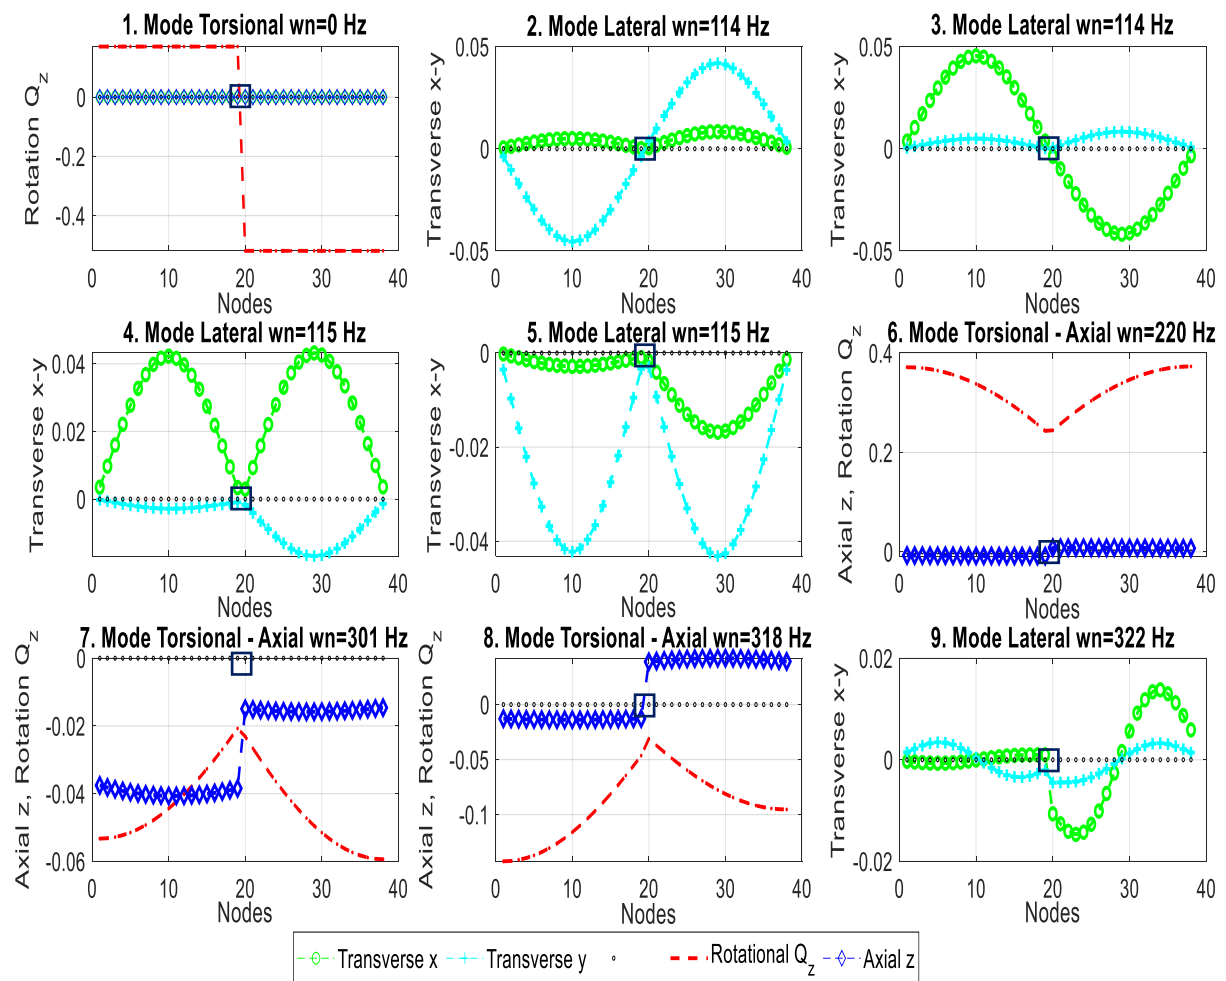 1. Mode Torsional wn=0 Hz
Rotation Q_z
0
-0.2
-0.4
0 10 20 30 40
Nodes
2. Mode Lateral wn=114 Hz
Transverse x-y
0.05
0
-0.05
0 10 20 30 40
Nodes
3. Mode Lateral wn=114 Hz
Transverse x-y
0.05
0
-0.05
0 10 20 30 40
Nodes
4. Mode Lateral wn=115 Hz
Transverse x-y
0.04
0.02
0
0 10 20 30 40
Nodes
5. Mode Lateral wn=115 Hz
Transverse x-y
0
-0.02
-0.04
0 10 20 30 40
Nodes
6. Mode Torsional - Axial wn=220 Hz
Axial z, Rotation Q_z
0.4
0.2
0
0 10 20 30 40
Nodes
7. Mode Torsional - Axial wn=301 Hz
Axial z, Rotation Q_z
0
-0.02
-0.04
-0.06
0 10 20 30 40
Nodes
8. Mode Torsional - Axial wn=318 Hz
Axial z, Rotation Q_z
0
-0.05
-0.1
0 10 20 30 40
Nodes
9. Mode Lateral wn=322 Hz
Transverse x-y
0.02
0
-0.02
0 10 20 30 40
Nodes
Transverse x Transverse y Rotational Q_z Axial z